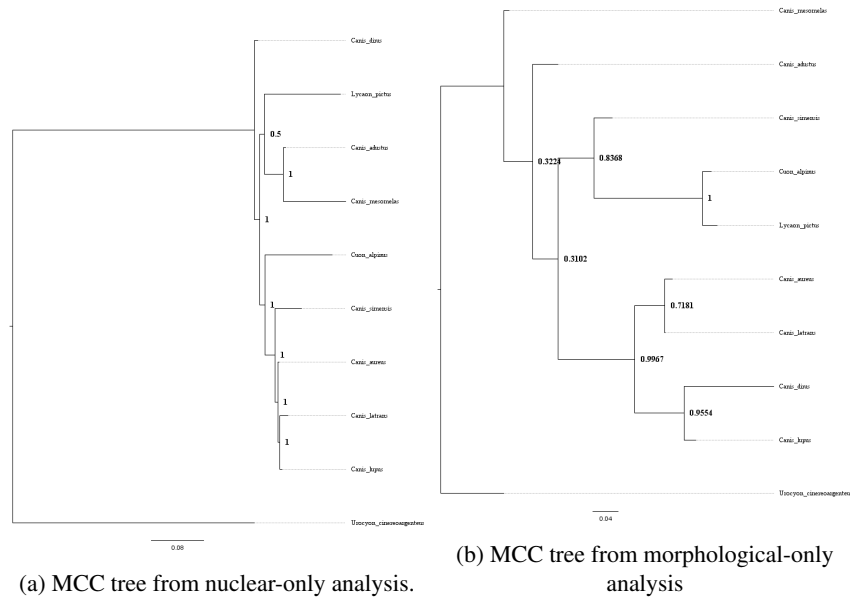 Canis_dirus
Lycaon_pictus
0.5
Canis_adustus
1
Canis_mesomelas
1
Cuon_alpinus
1
Canis_simensis
1
Canis_aureus
1
Canis_latrans
1
Canis_lupus
Urocyon_cinereoargenteus
0.08
(a) MCC tree from nuclear-only analysis.
Canis_mesomelas
Canis_adustus
Canis_simensis
0.3224
0.8368
Cuon_alpinus
1
Lycaon_pictus
0.3102
Canis_aureus
0.7181
Canis_latrans
0.9967
Canis_dirus
0.9554
Canis_lupus
Urocyon_cinereoargenteus
0.04
(b) MCC tree from morphological-only
analysis